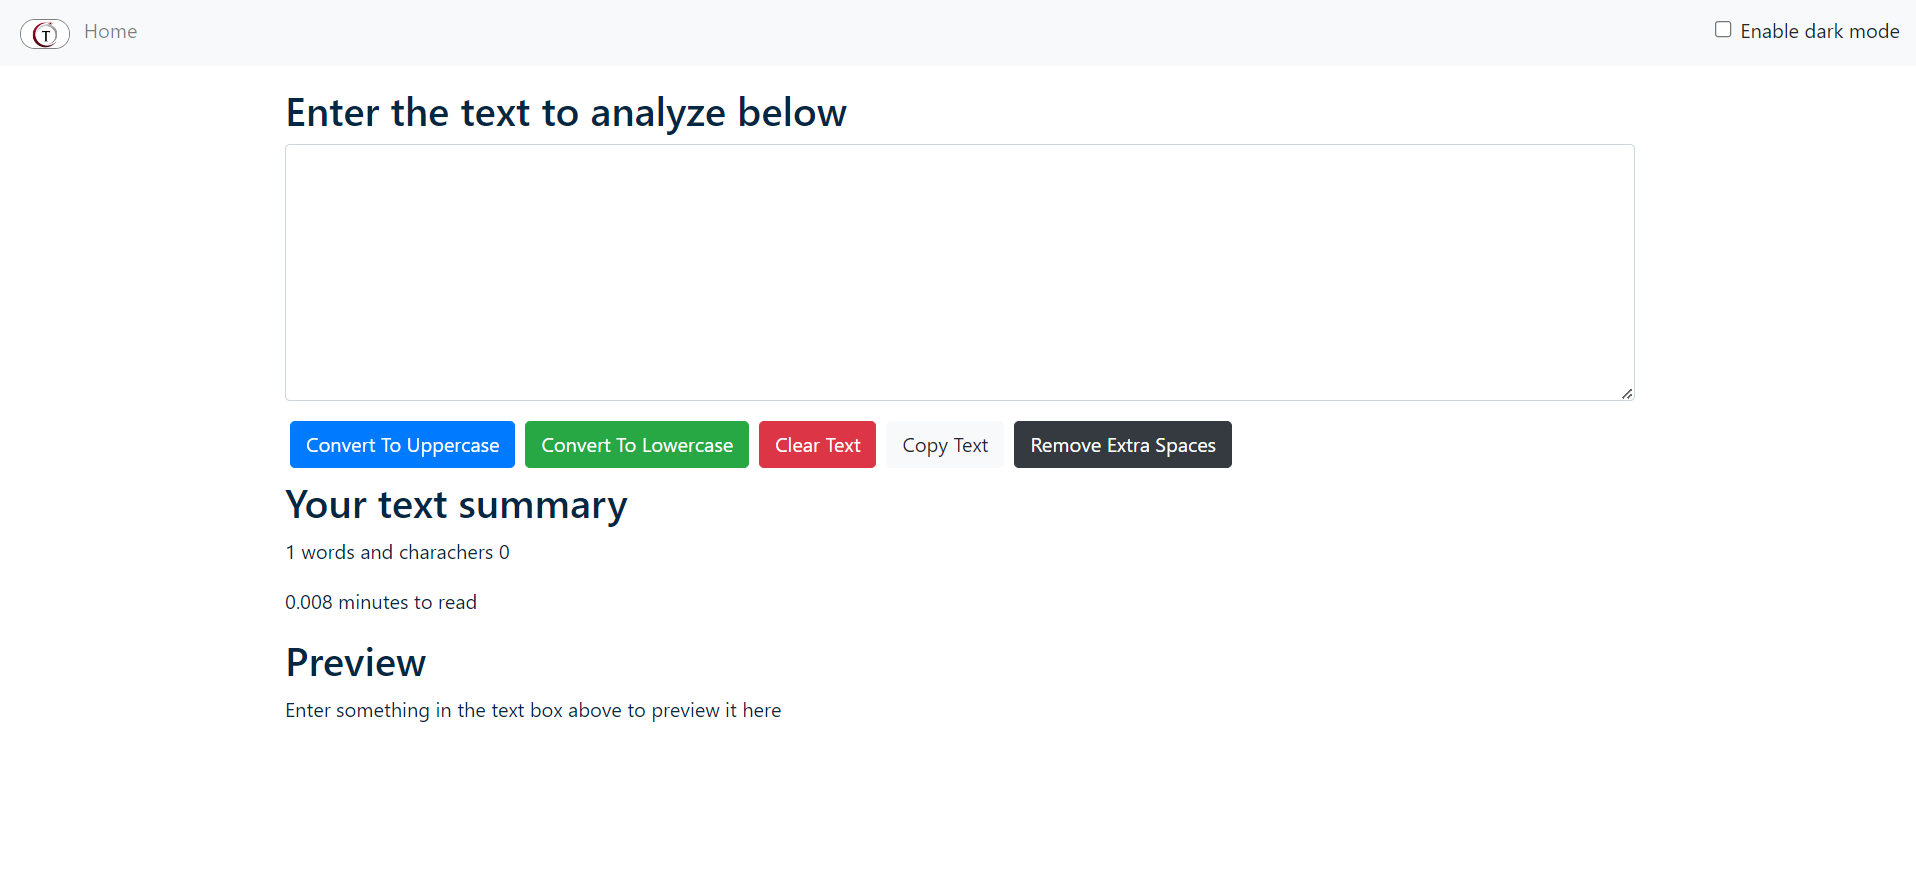 T Home Enable dark mode
Enter the text to analyze below
Convert To Uppercase Convert To Lowercase Clear Text Copy Text Remove Extra Spaces
Your text summary
1 words and charachers 0
0.008 minutes to read
Preview
Enter something in the text box above to preview it here